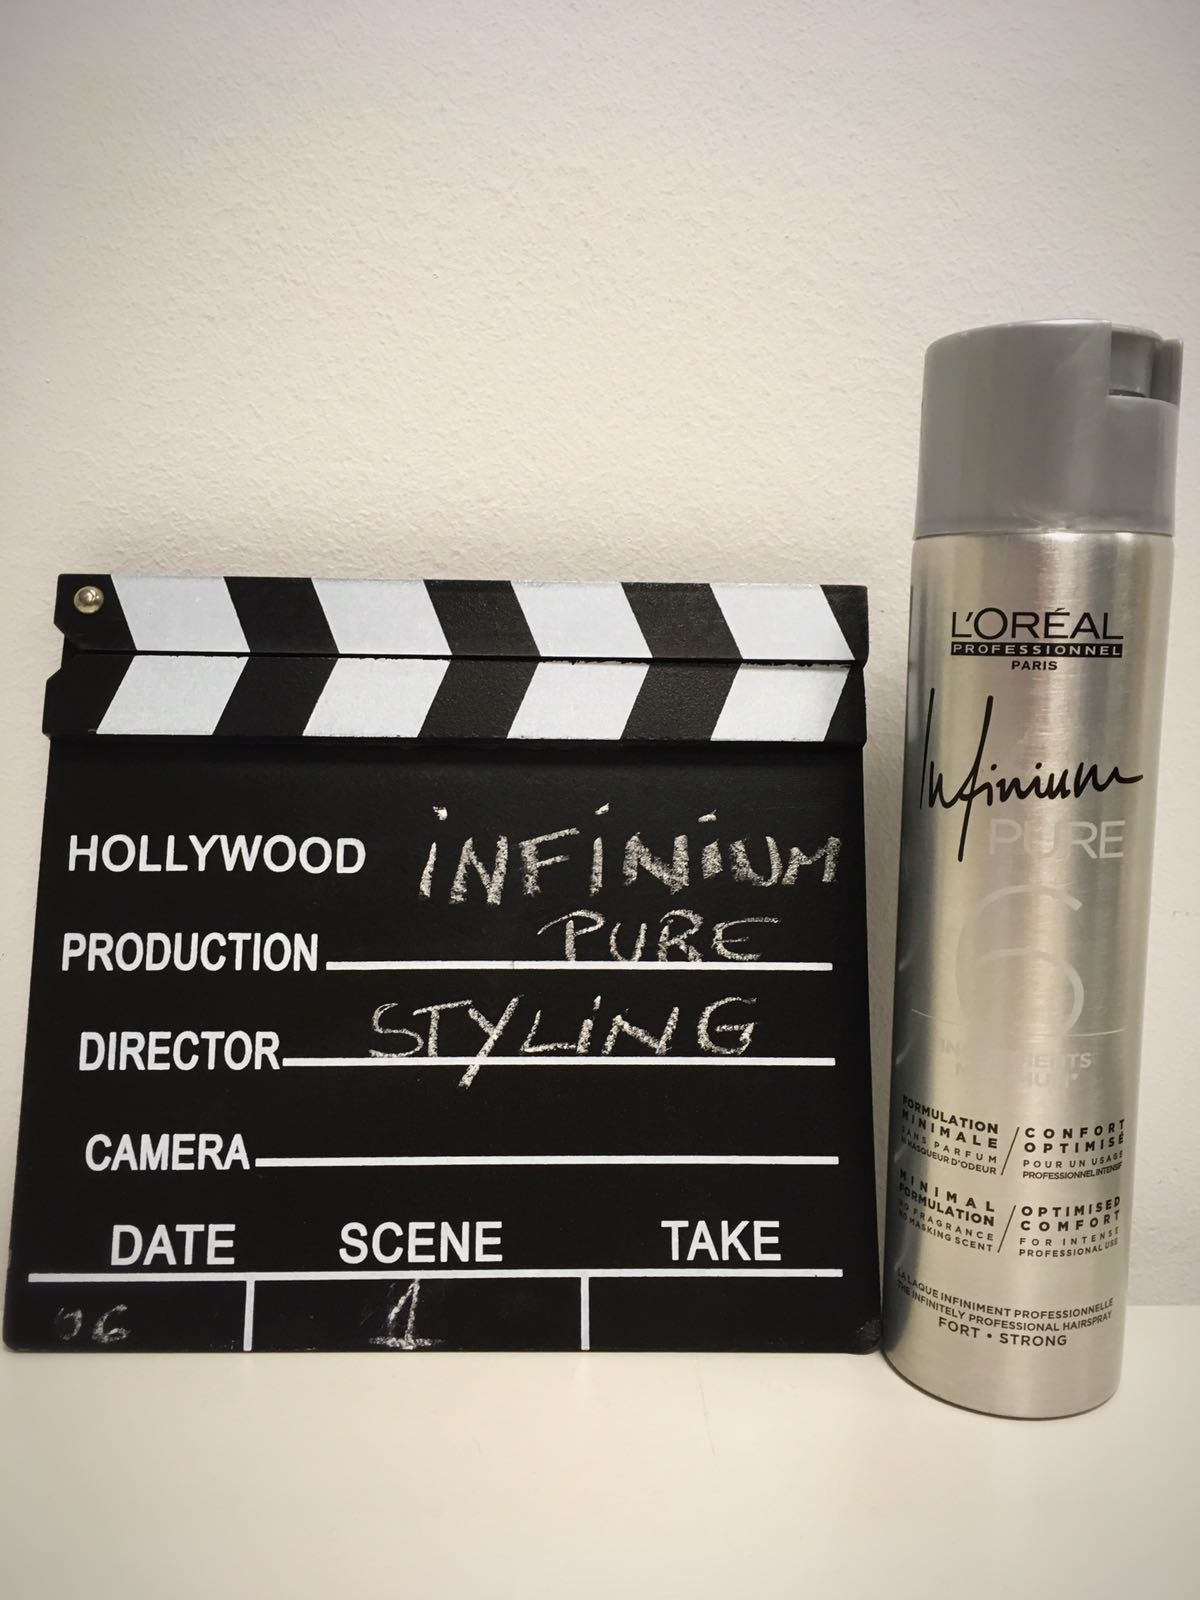 HOLLYWOOD INFINIUM
PURE
PRODUCTION
DIRECTOR STYLING
CAMERA
DATE SCENE TAKE
06 1
L'ORÉAL
PROFESSIONNEL
PARIS
Infinium
PURE
6
INGREDIENTS
MAXIMUM*
FORMULATION
MINIMALE
SANS PARFUM
NI MASQUEUR D'ODEUR
CONFORT
OPTIMISÉ
POUR UN USAGE
PROFESSIONNEL INTENSIF
MINIMAL
FORMULATION
NO FRAGRANCE
NO MASKING SCENT
OPTIMISED
COMFORT
FOR INTENSE
PROFESSIONAL USE
LA LAQUE INFINIMENT PROFESSIONNELLE
THE INFINITELY PROFESSIONAL HAIRSPRAY
FORT • STRONG